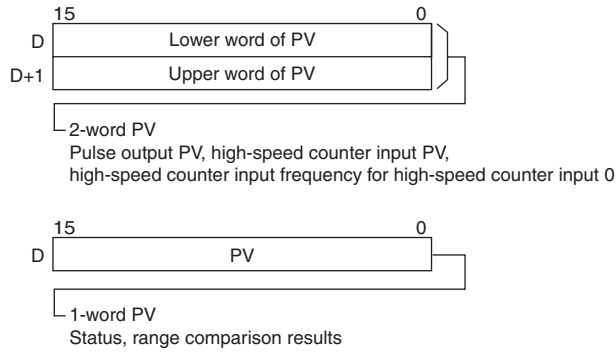 15 0
D Lower word of PV
D+1 Upper word of PV
2-word PV
Pulse output PV, high-speed counter input PV,
high-speed counter input frequency for high-speed counter input 0
15 0
D PV
1-word PV
Status, range comparison results